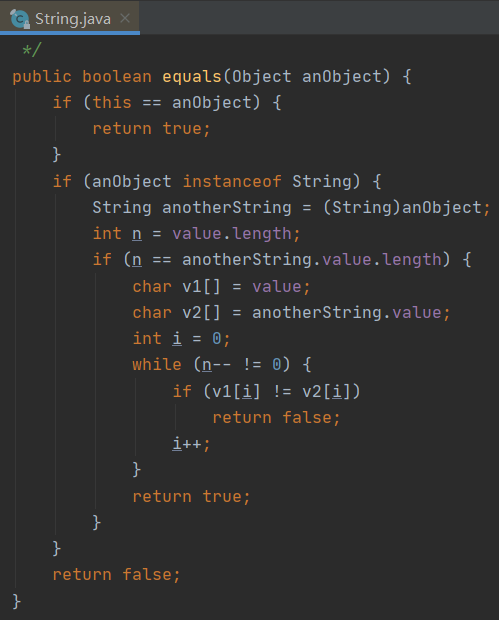 String.java
*/
public boolean equals(Object anObject) {
    if (this == anObject) {
        return true;
    }
    if (anObject instanceof String) {
        String anotherString = (String)anObject;
        int n = value.length;
        if (n == anotherString.value.length) {
            char v1[] = value;
            char v2[] = anotherString.value;
            int i = 0;
            while (n-- != 0) {
                if (v1[i] != v2[i])
                    return false;
                i++;
            }
            return true;
        }
    }
    return false;
}